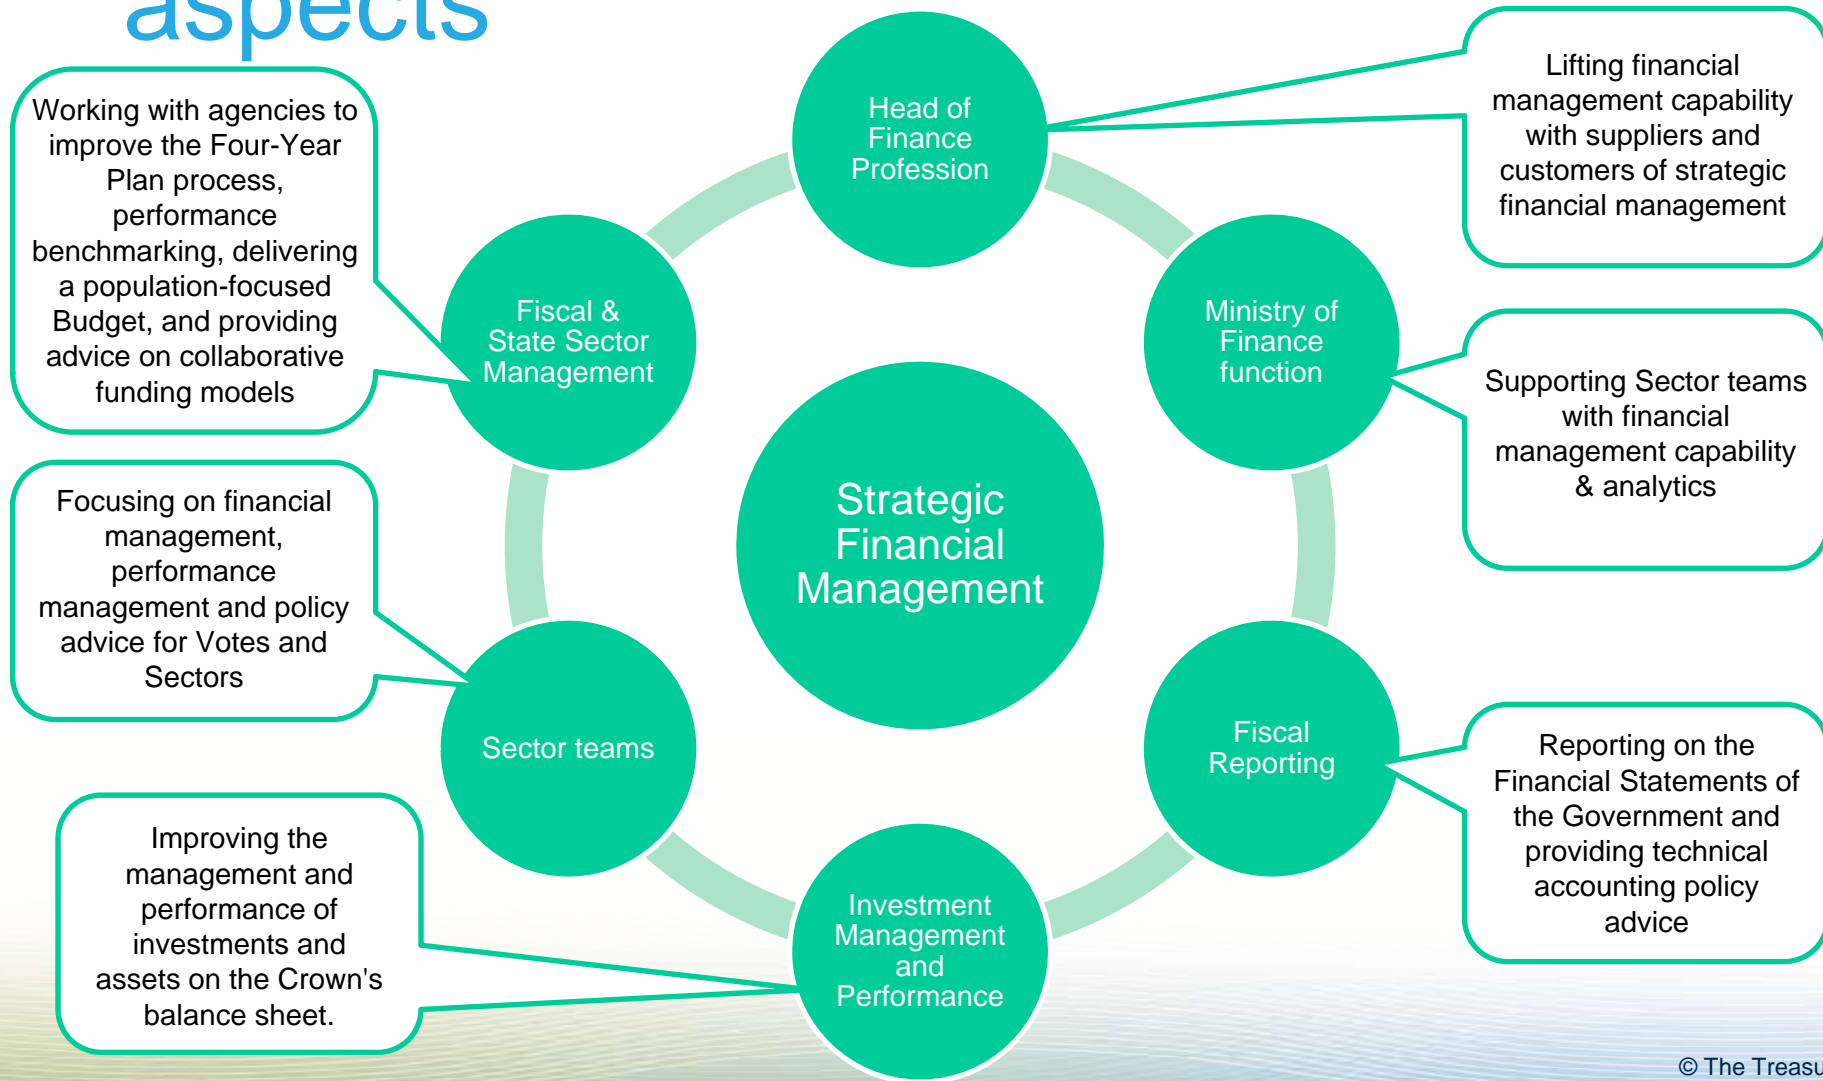 aspects
Working with agencies to
improve the Four-Year
Plan process,
performance
benchmarking, delivering
a population-focused
Budget, and providing
advice on collaborative
funding models
Head of
Finance
Profession
Lifting financial
management capability
with suppliers and
customers of strategic
financial management
Fiscal &
State Sector
Management
Ministry of
Finance
function
Supporting Sector teams
with financial
management capability
& analytics
Strategic
Financial
Management
Focusing on financial
management,
performance
management and policy
advice for Votes and
Sectors
Sector teams
Fiscal
Reporting
Reporting on the
Financial Statements of
the Government and
providing technical
accounting policy
advice
Improving the
management and
performance of
investments and
assets on the Crown's
balance sheet.
Investment
Management
and
Performance
© The Treasu